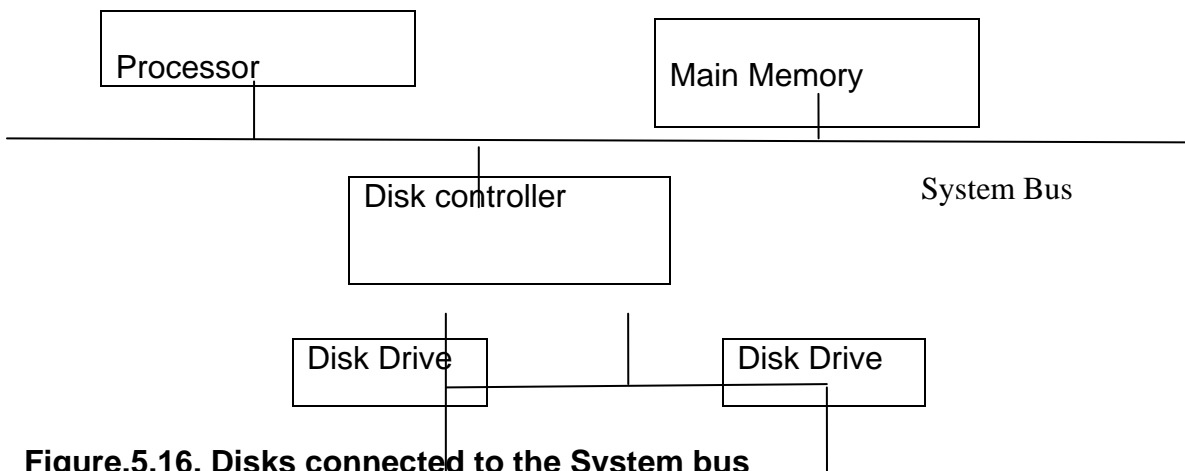 Processor
Main Memory
System Bus
Disk controller
Disk Drive
Disk Drive
Figure.5.16. Disks connected to the System bus